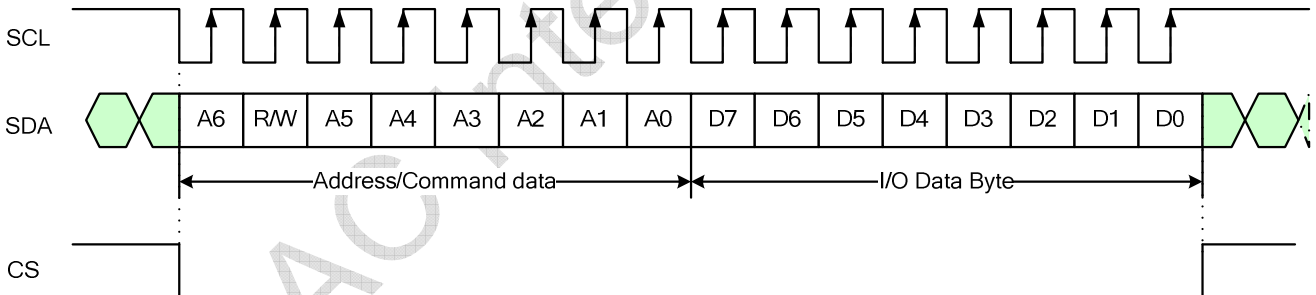 SCL
SDA A6 R/W A5 A4 A3 A2 A1 A0 D7 D6 D5 D4 D3 D2 D1 D0
Address/Command data I/O Data Byte
CS